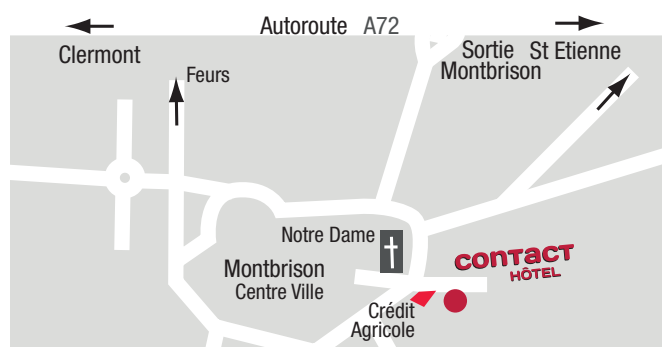 Autoroute A72
Clermont
Sortie St Etienne
Montbrison
Feurs
Notre Dame
CONTACT
HÔTEL
Montbrison
Centre Ville
Crédit
Agricole